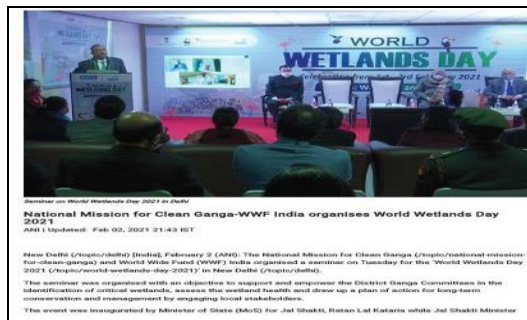 WORLD
WETLANDS DAY
Seminar on World Wetlands Day 2021 in Delhi
National Mission for Clean Ganga-WWF India organises World Wetlands Day
2021
ANI | Updated: Feb 02, 2021 21:43 IST
New Delhi (/topic/delhi) [India], February 2 (ANI): The National Mission for Clean Ganga (/topic/national-mission-
for-clean-ganga) and World Wide Fund (WWF) India organised a seminar on Tuesday for the 'World Wetlands Day
2021 (/topic/world-wetlands-day-2021)' in New Delhi (/topic/delhi).
The seminar was organised with an objective to support and empower the District Ganga Committees in the
identification of critical wetlands, assess the wetland health and draw up a plan of action for long-term
conservation and management by engaging local stakeholders.
The event was inaugurated by Minister of State (MoS) for Jal Shakti, Ratan Lal Kataria while Jal Shakti Minister